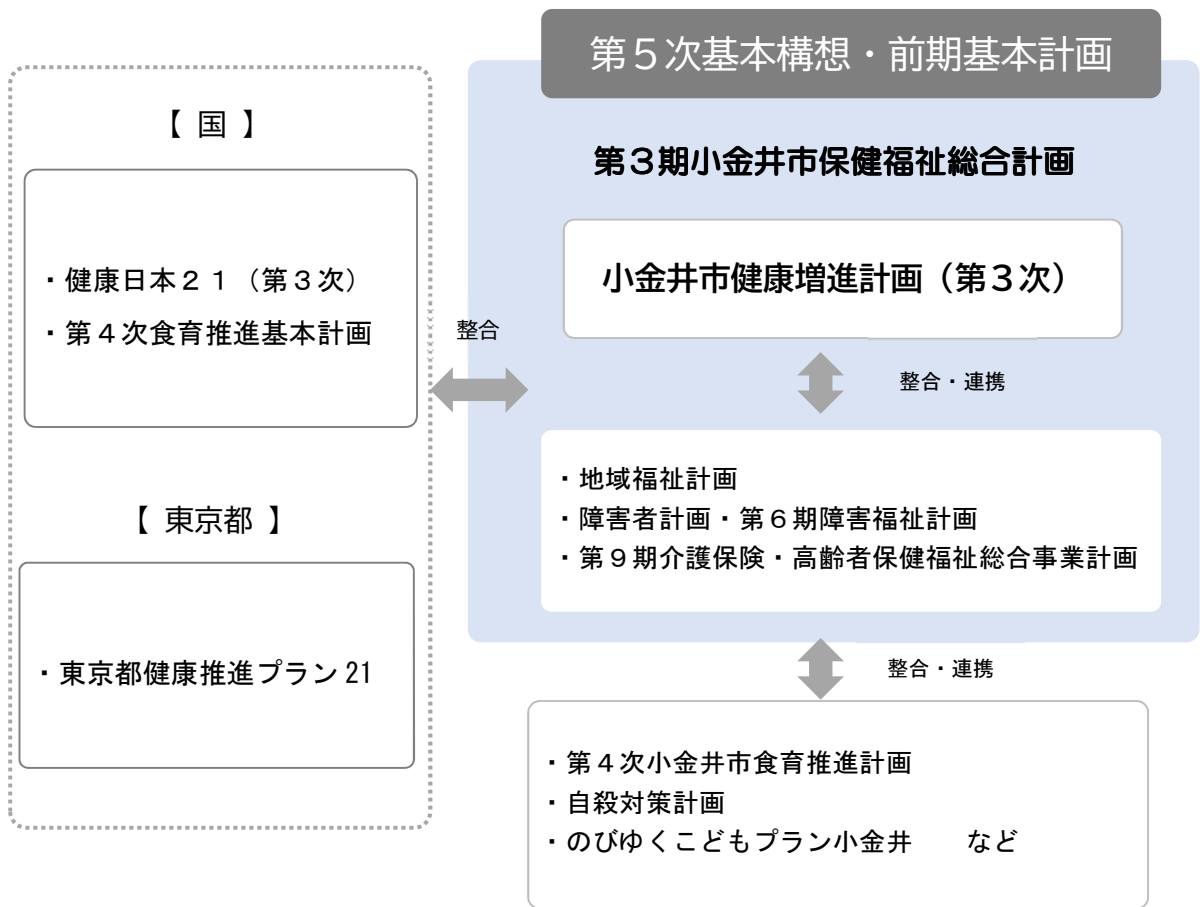 第５次基本構想・前期基本計画
【 国 】
・健康日本２１（第３次）
・第４次食育推進基本計画
【 東京都 】
・東京都健康推進プラン 21
整合
第３期小金井市保健福祉総合計画
小金井市健康増進計画（第３次）
整合・連携
・地域福祉計画
・障害者計画・第６期障害福祉計画
・第９期介護保険・高齢者保健福祉総合事業計画
整合・連携
・第４次小金井市食育推進計画
・自殺対策計画
・のびゆくこどもプラン小金井　　など